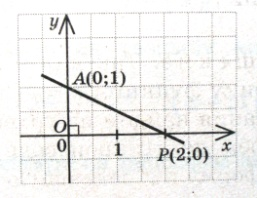 y
A(0;1)
O
0 1 P(2;0) x